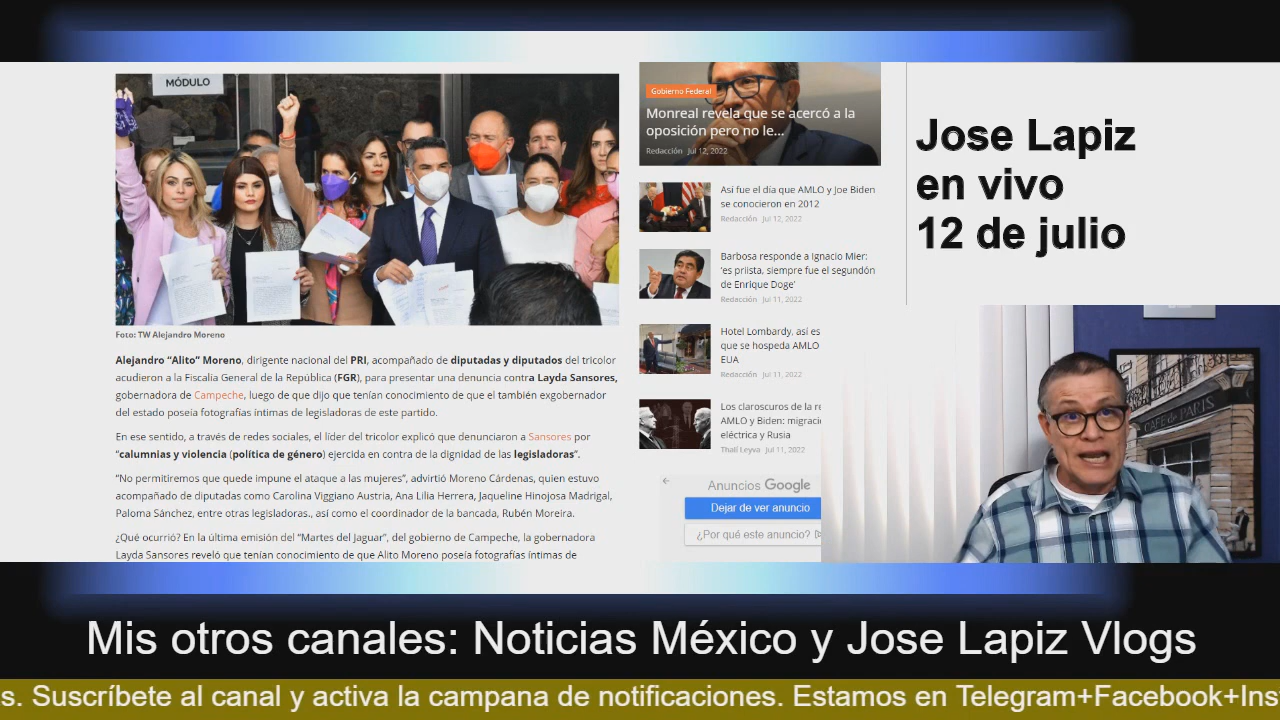 MÓDULO
Foto: TW Alejandro Moreno
Alejandro “Alito” Moreno, dirigente nacional del PRI, acompañado de diputadas y diputados del tricolor
acudieron a la Fiscalía General de la República (FGR), para presentar una denuncia contra Layda Sansores,
gobernadora de Campeche, luego de que dijo que tenían conocimiento de que el también exgobernador
del estado poseía fotografías íntimas de legisladoras de este partido.
En ese sentido, a través de redes sociales, el líder del tricolor explicó que denunciaron a Sansores por
“calumnias y violencia (política de género) ejercida en contra de la dignidad de las legisladoras”.
“No permitiremos que quede impune el ataque a las mujeres”, advirtió Moreno Cárdenas, quien estuvo
acompañado de diputadas como Carolina Viggiano Austria, Ana Lilia Herrera, Jaqueline Hinojosa Madrigal,
Paloma Sánchez, entre otras legisladoras., así como el coordinador de la bancada, Rubén Moreira.
¿Qué ocurrió? En la última emisión del “Martes del Jaguar”, del gobierno de Campeche, la gobernadora
Layda Sansores reveló que tenían conocimiento de que Alito Moreno poseía fotografías íntimas de
Gobierno Federal
Monreal revela que se acercó a la
oposición pero no le...
Redacción Jul 12, 2022
Así fue el día que AMLO y Joe Biden
se conocieron en 2012
Redacción Jul 12, 2022
Barbosa responde a Ignacio Mier:
‘es priista, siempre fue el segundón
de Enrique Doge’
Redacción Jul 11, 2022
Hotel Lombardy, así es
que se hospeda AMLO
EUA
Redacción Jul 11, 2022
Los claroscuros de la re
AMLO y Biden: migració
eléctrica y Rusia
Thalí Leyva Jul 11, 2022
Anuncios Google
Dejar de ver anuncio
¿Por qué este anuncio?
Jose Lapiz
en vivo
12 de julio
CAFE de PARIS
Mis otros canales: Noticias México y Jose Lapiz Vlogs
s. Suscríbete al canal y activa la campana de notificaciones. Estamos en Telegram+Facebook+Ins